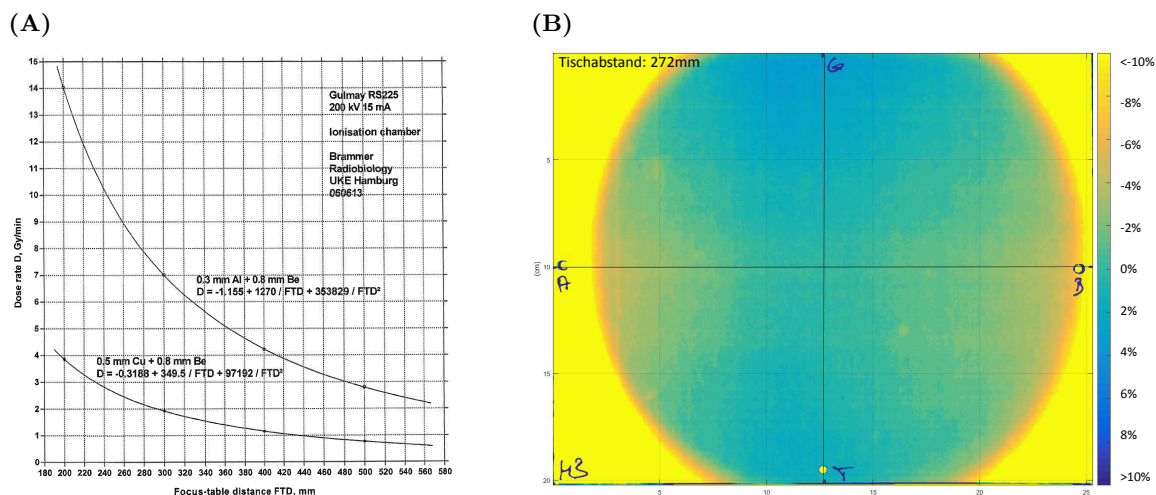 (A)
15
14
13
12
11
10
9
8
7
6
5
4
3
2
1
0
Dose rate D, Gy/min
Gulmay RS225
200 kV 15 mA
Ionisation chamber
Brammer
Radiobiology
UKE Hamburg
060613
0.3 mm Al + 0.8 mm Be
D = -1.155 + 1270 / FTD + 353829 / FTD²
0.5 mm Cu + 0.8 mm Be
D = -0.3188 + 349.5 / FTD + 97192 / FTD²
180 200 220 240 260 280 300 320 340 360 380 400 420 440 460 480 500 520 540 560 580
Focus-table distance FTD, mm
(B)
Tischabstand: 272mm
5
(cm) 10
15
20
A
B
T
H3
5 10 15 20 25
<-10%
-8%
-6%
-4%
-2%
0%
2%
4%
6%
8%
>10%